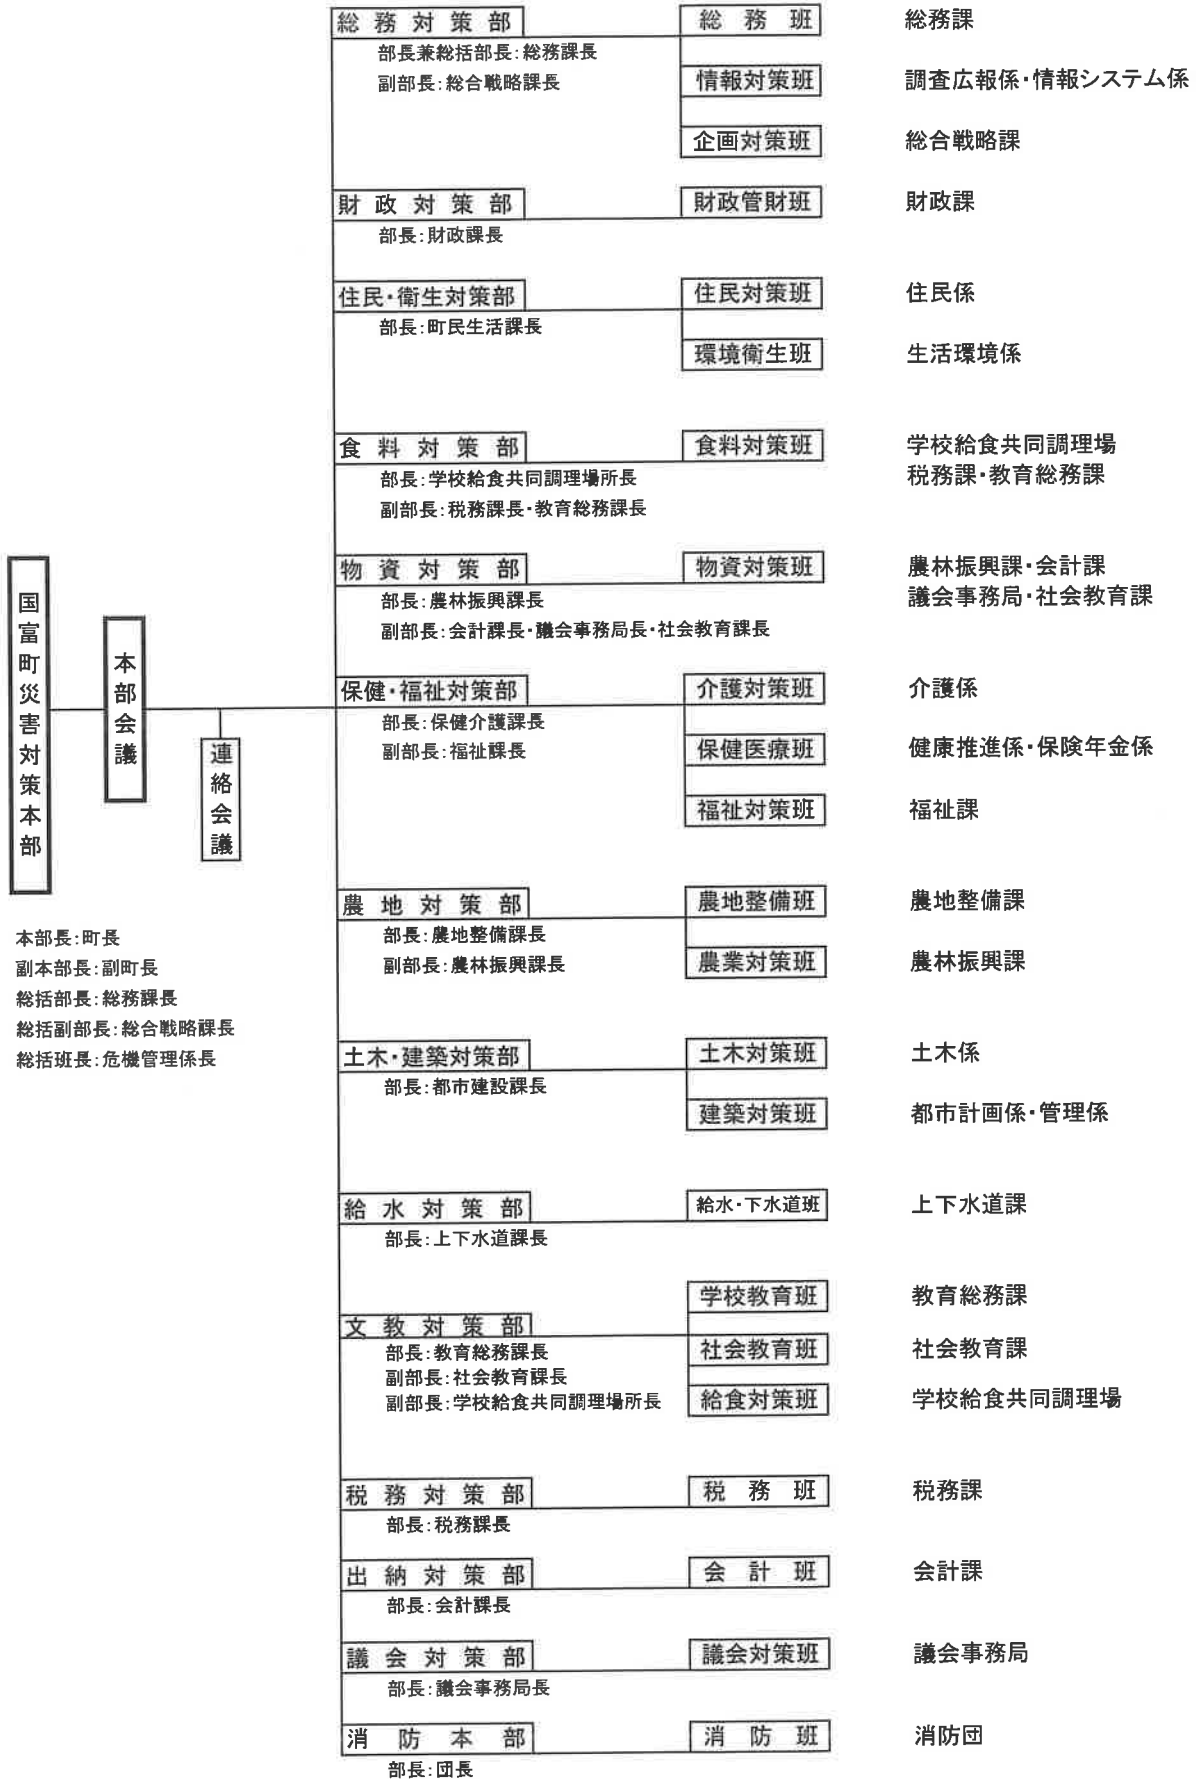 国富町災害対策本部
本部会議
連絡会議
本部長：町長
副本部長：副町長
総括部長：総務課長
総括副部長：総合戦略課長
総括班長：危機管理係長
総務対策部　総務班　総務課
部長兼総括部長：総務課長
副部長：総合戦略課長
情報対策班　調査広報係・情報システム係
企画対策班　総合戦略課
財政対策部　財政管財班　財政課
部長：財政課長
住民・衛生対策部　住民対策班　住民係
部長：町民生活課長
環境衛生班　生活環境係
食料対策部　食料対策班　学校給食共同調理場
税務課・教育総務課
部長：学校給食共同調理場所長
副部長：税務課長・教育総務課長
物資対策部　物資対策班　農林振興課・会計課
議会事務局・社会教育課
部長：農林振興課長
副部長：会計課長・議会事務局長・社会教育課長
保健・福祉対策部　介護対策班　介護係
部長：保健介護課長
副部長：福祉課長
保健医療班　健康推進係・保険年金係
福祉対策班　福祉課
農地対策部　農地整備班　農地整備課
部長：農地整備課長
副部長：農林振興課長
農業対策班　農林振興課
土木・建築対策部　土木対策班　土木係
部長：都市建設課長
建築対策班　都市計画係・管理係
給水対策部　給水・下水道班　上下水道課
部長：上下水道課長
学校教育班　教育総務課
文教対策部
部長：教育総務課長
副部長：社会教育課長
副部長：学校給食共同調理場所長
社会教育班　社会教育課
給食対策班　学校給食共同調理場
税務対策部　税務班　税務課
部長：税務課長
出納対策部　会計班　会計課
部長：会計課長
議会対策部　議会対策班　議会事務局
部長：議会事務局長
消防本部　消防班　消防団
部長：団長